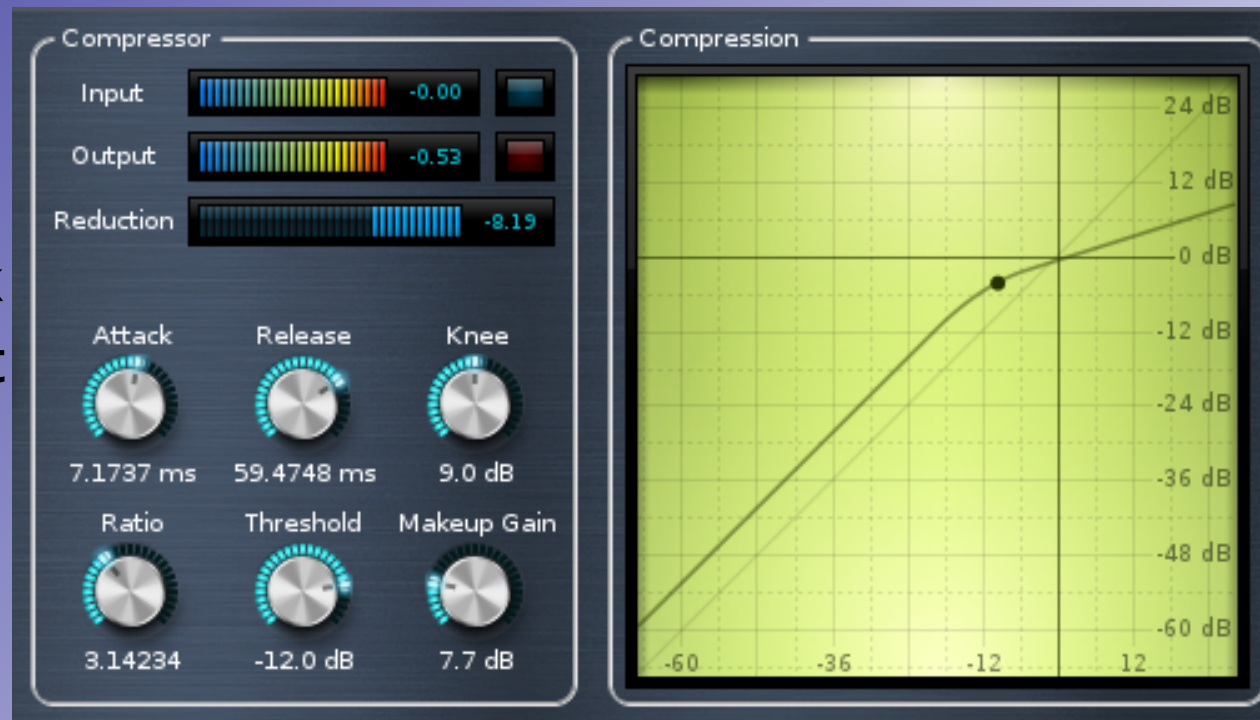 Compressor
Input -0.00
Output -0.53
Reduction -8.19
Attack Release Knee
7.1737 ms 59.4748 ms 9.0 dB
Ratio Threshold Makeup Gain
3.14234 -12.0 dB 7.7 dB
Compression
24 dB
12 dB
0 dB
-12 dB
-24 dB
-36 dB
-48 dB
-60 dB
-60 -36 -12 12